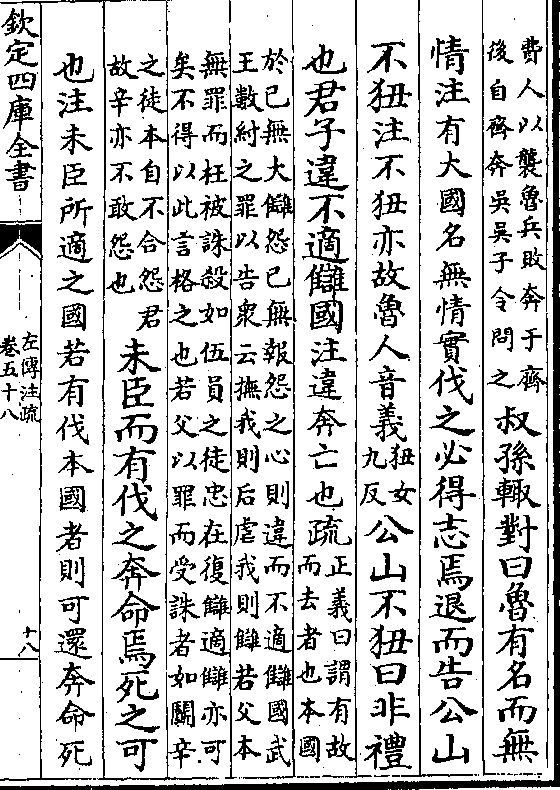 費人以襲魯兵敗奔于齊
後自齊奔吳吳子令問之
叔孫輒對曰魯有名而無
情注有大國名無情實伐之必得志焉退而告公山
不狃注不狃亦故魯人音義
狃女
九反
公山不狃曰非禮
也君子違不適讎國注違奔亡也疏
正義曰謂有故
而去者也本國
於已無大讎怨已無報怨之心則違而不適讎國武
王數紂之罪以告衆云撫我則后虐我則讎若父本
無罪而枉被誅殺如伍員之徒忠在復讎適讎亦可
矣不得以此言格之也若父以罪而受誅者如關辛
之徒本自不合怨君
故辛亦不敢怨也
未臣而有伐之奔命焉死之可
也注未臣所適之國若有伐本國者則可還奔命死
欽定四庫全書
左傳注疏
卷五十八
十八